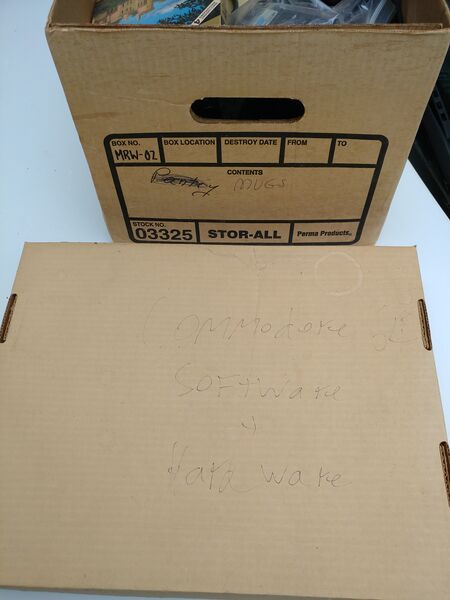 BOX NO. BOX LOCATION DESTROY DATE FROM TO
MRW-02
CONTENTS
MUGS
STOCK NO.
03325 STOR-ALL Perma Products®
Commodore
Software
+
Hardware